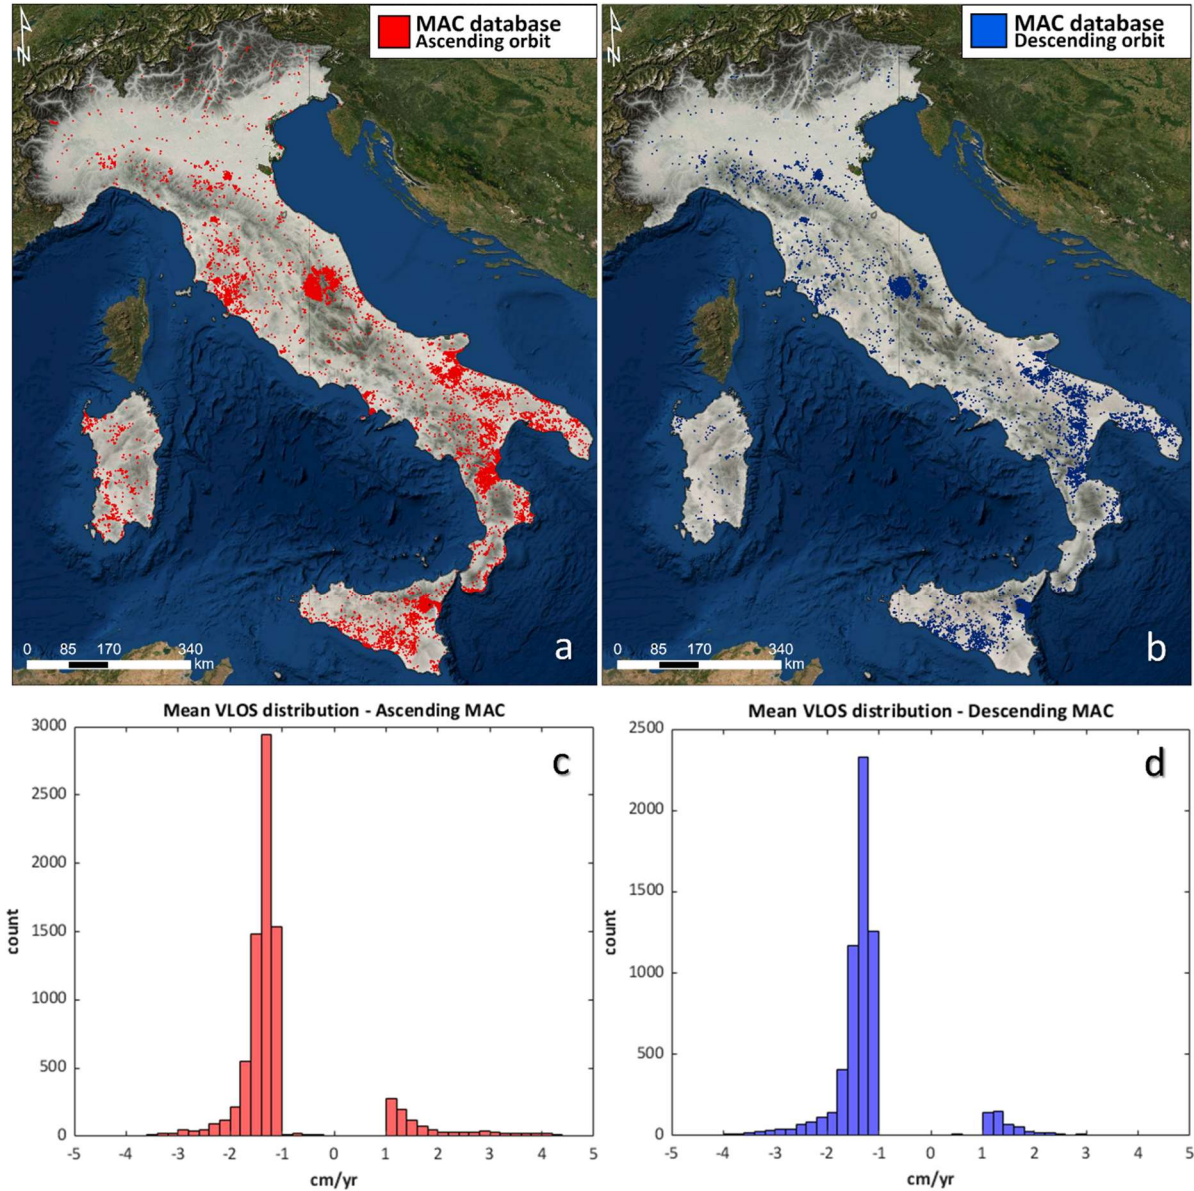 N
MAC database
Ascending orbit
0 85 170 340
km
a
N
MAC database
Descending orbit
0 85 170 340
km
b
Mean VLOS distribution - Ascending MAC
c
3000
2500
2000
1500
1000
500
0
count
-5 -4 -3 -2 -1 0 1 2 3 4 5
cm/yr
Mean VLOS distribution - Descending MAC
d
2500
2000
1500
1000
500
0
count
-5 -4 -3 -2 -1 0 1 2 3 4 5
cm/yr